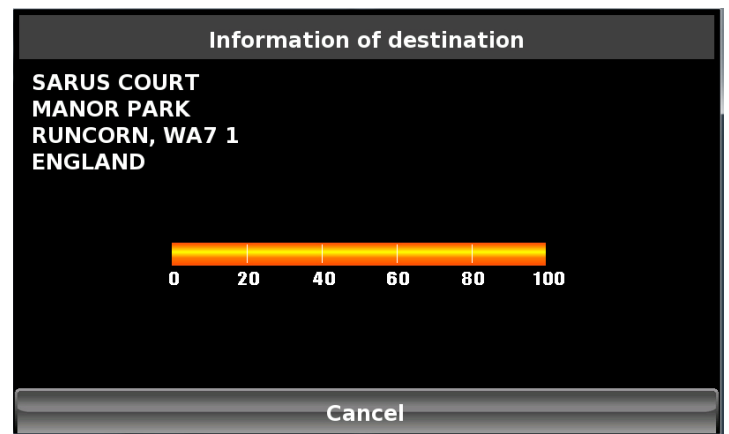 Information of destination
SARUS COURT
MANOR PARK
RUNCORN, WA7 1
ENGLAND
0 20 40 60 80 100
Cancel